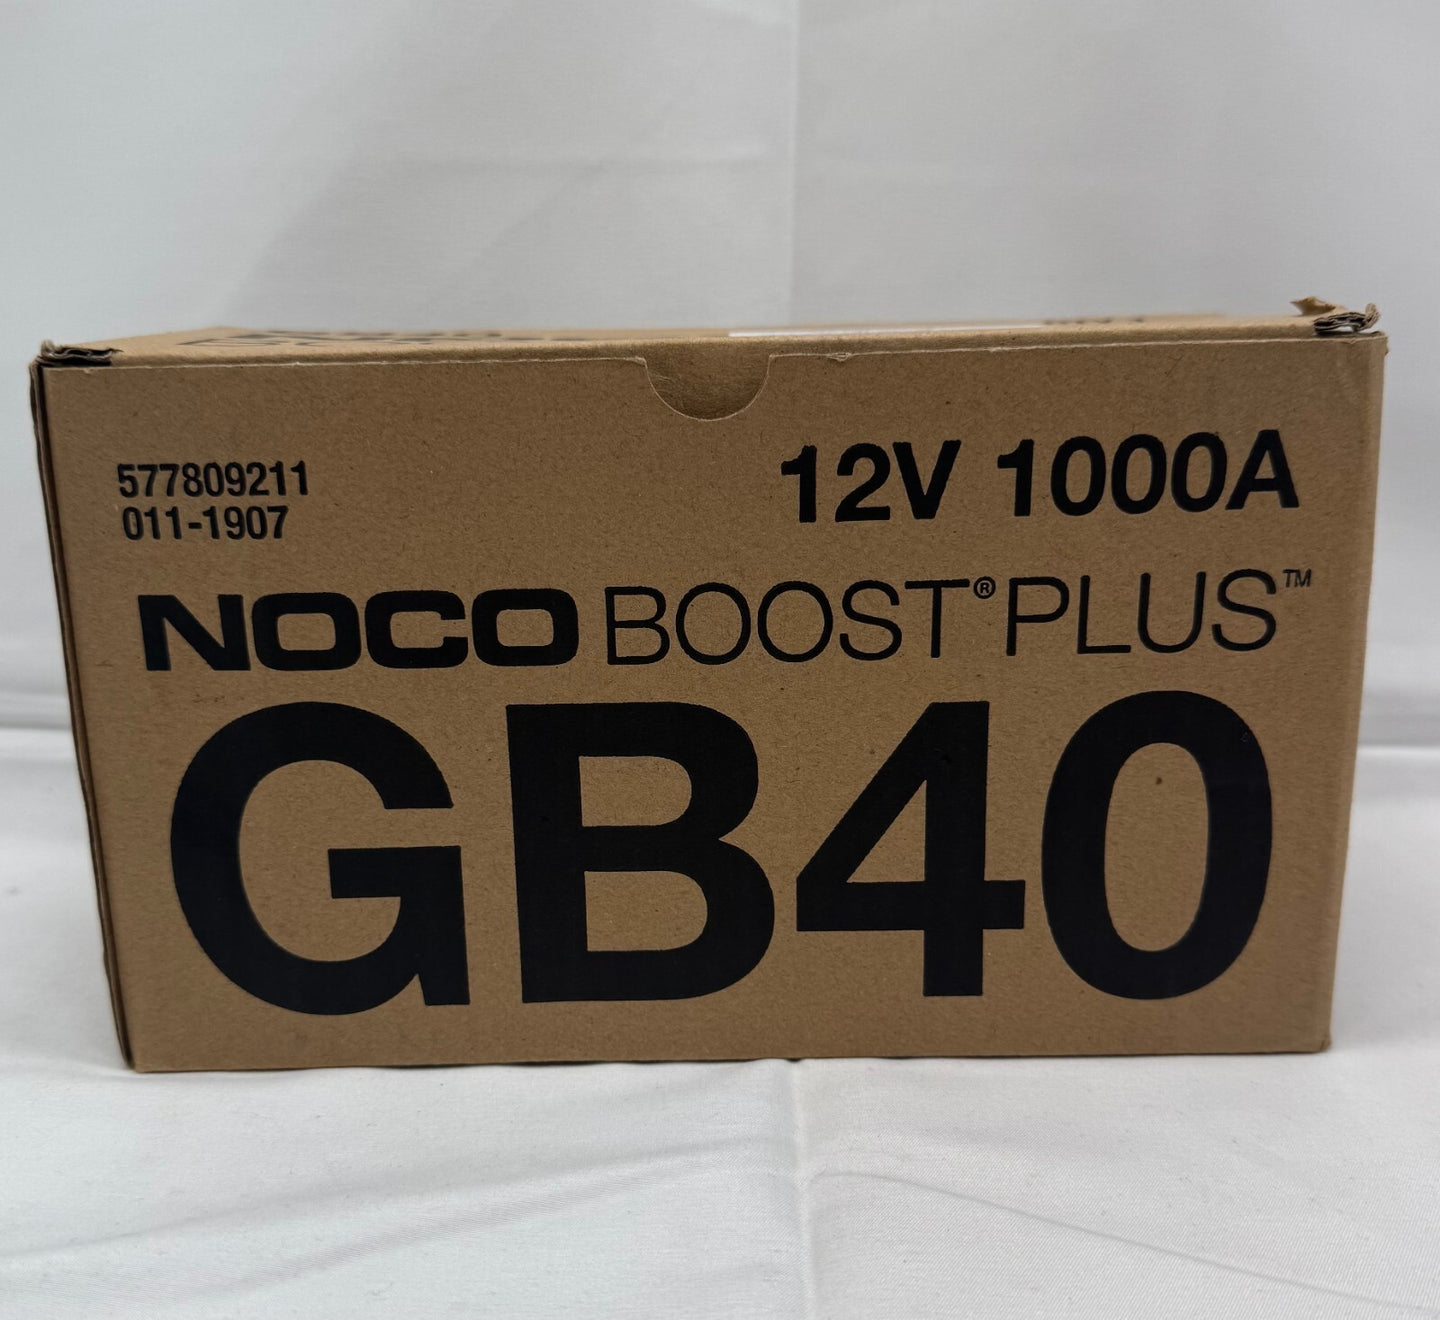 577809211
011-1907
12V 1000A
NOCO BOOST® PLUS™
GB40